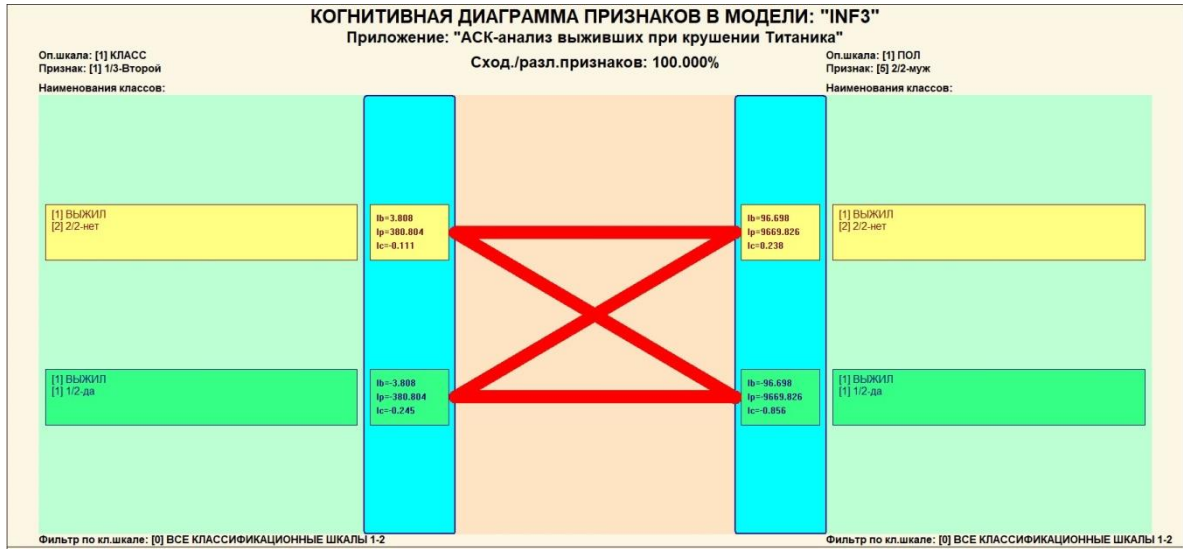 КОГНИТИВНАЯ ДИАГРАММА ПРИЗНАКОВ В МОДЕЛИ: "INF3"
Приложение: "АСК-анализ выживших при крушении Титаника"
Сход./разл.признаков: 100.000%
Оп.шкала: [1] КЛАСС
Признак: [1] 1/3-Второй
Наименования классов:
Оп.шкала: [1] ПОЛ
Признак: [5] 2/2-муж
Наименования классов:
[1] ВЫЖИЛ
[2] 2/2-нет
Ib=3.808
Ip=380.804
Ic=-0.111
Ib=96.698
Ip=9669.826
Ic=0.238
[1] ВЫЖИЛ
[2] 2/2-нет
[1] ВЫЖИЛ
[1] 1/2-да
Ib=-3.808
Ip=-380.804
Ic=-0.245
Ib=-96.698
Ip=-9669.826
Ic=-0.856
[1] ВЫЖИЛ
[1] 1/2-да
Фильтр по кл.шкале: [0] ВСЕ КЛАССИФИКАЦИОННЫЕ ШКАЛЫ 1-2
Фильтр по кл.шкале: [0] ВСЕ КЛАССИФИКАЦИОННЫЕ ШКАЛЫ 1-2